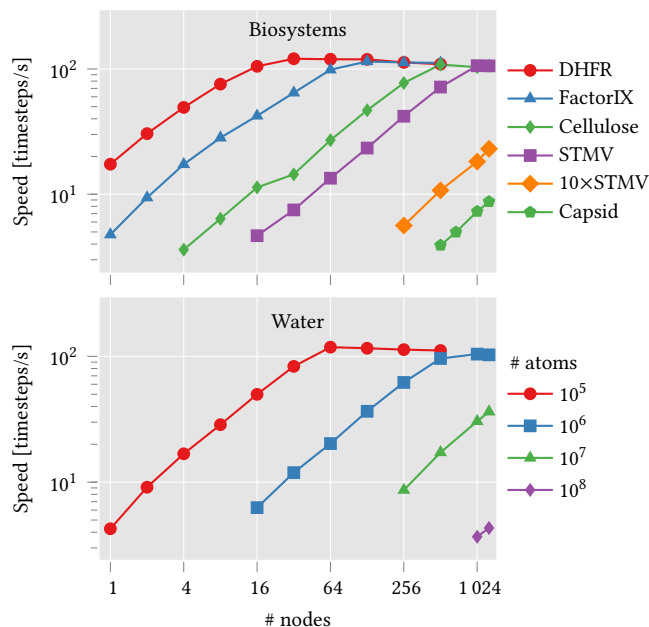 Biosystems
Speed [timesteps/s]
10²
10¹
DHFR
FactorIX
Cellulose
STMV
10×STMV
Capsid
Water
Speed [timesteps/s]
10²
10¹
# atoms
10⁵
10⁶
10⁷
10⁸
1 4 16 64 256 1 024
# nodes